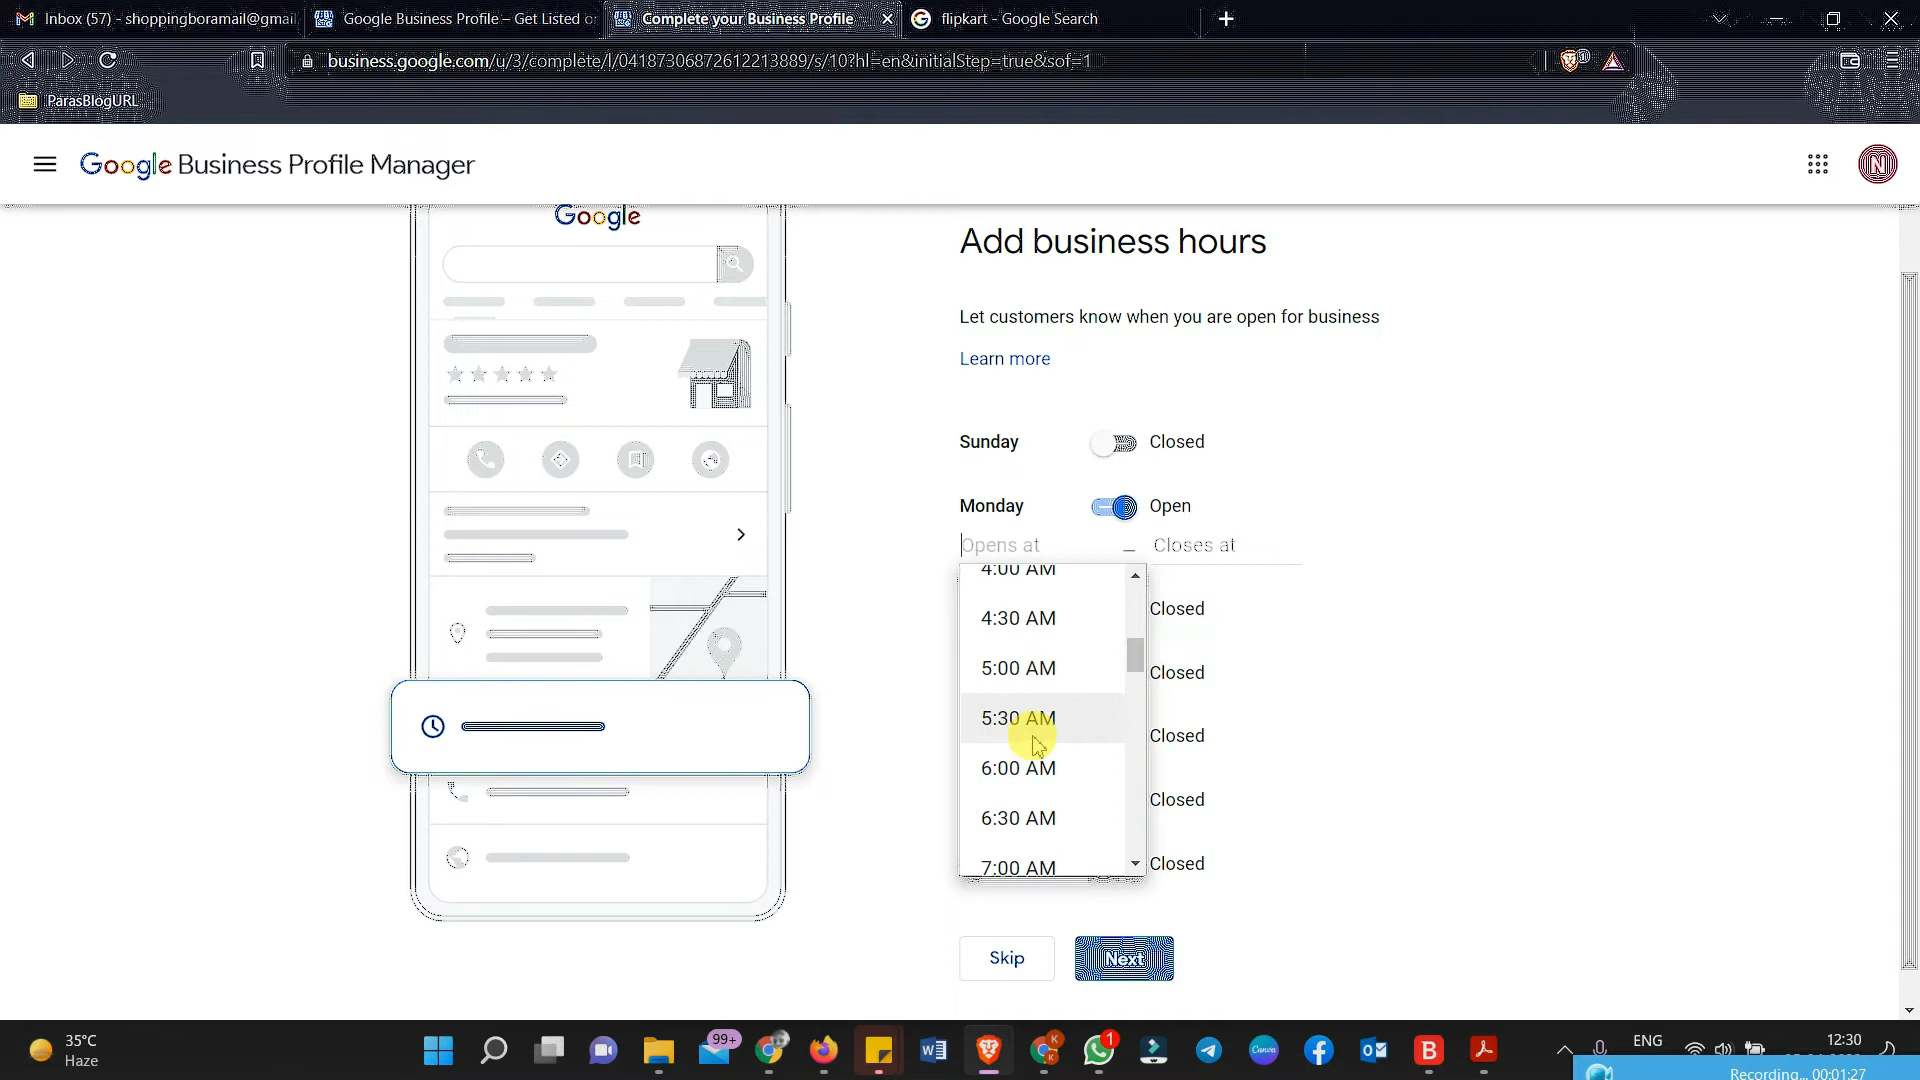 Inbox (57) - shoppingboramail@gmail
Google Business Profile – Get Listed o
Complete your Business Profile
flipkart - Google Search
business.google.com/u/3/complete/l/04187306872612213889/s/10?hl=en&initialStep=true&sof=1
ParasBlogURL
Google Business Profile Manager
N
Google
Add business hours
Let customers know when you are open for business
Learn more
Sunday Closed
Monday Open
Opens at – Closes at
4:00 AM
4:30 AM
Closed
5:00 AM
Closed
5:30 AM
Closed
6:00 AM
Closed
6:30 AM
7:00 AM
Closed
Skip Next
35°C
Haze
99+
K
K
1
Canva
B
ENG
12:30
Recording... 00:01:27